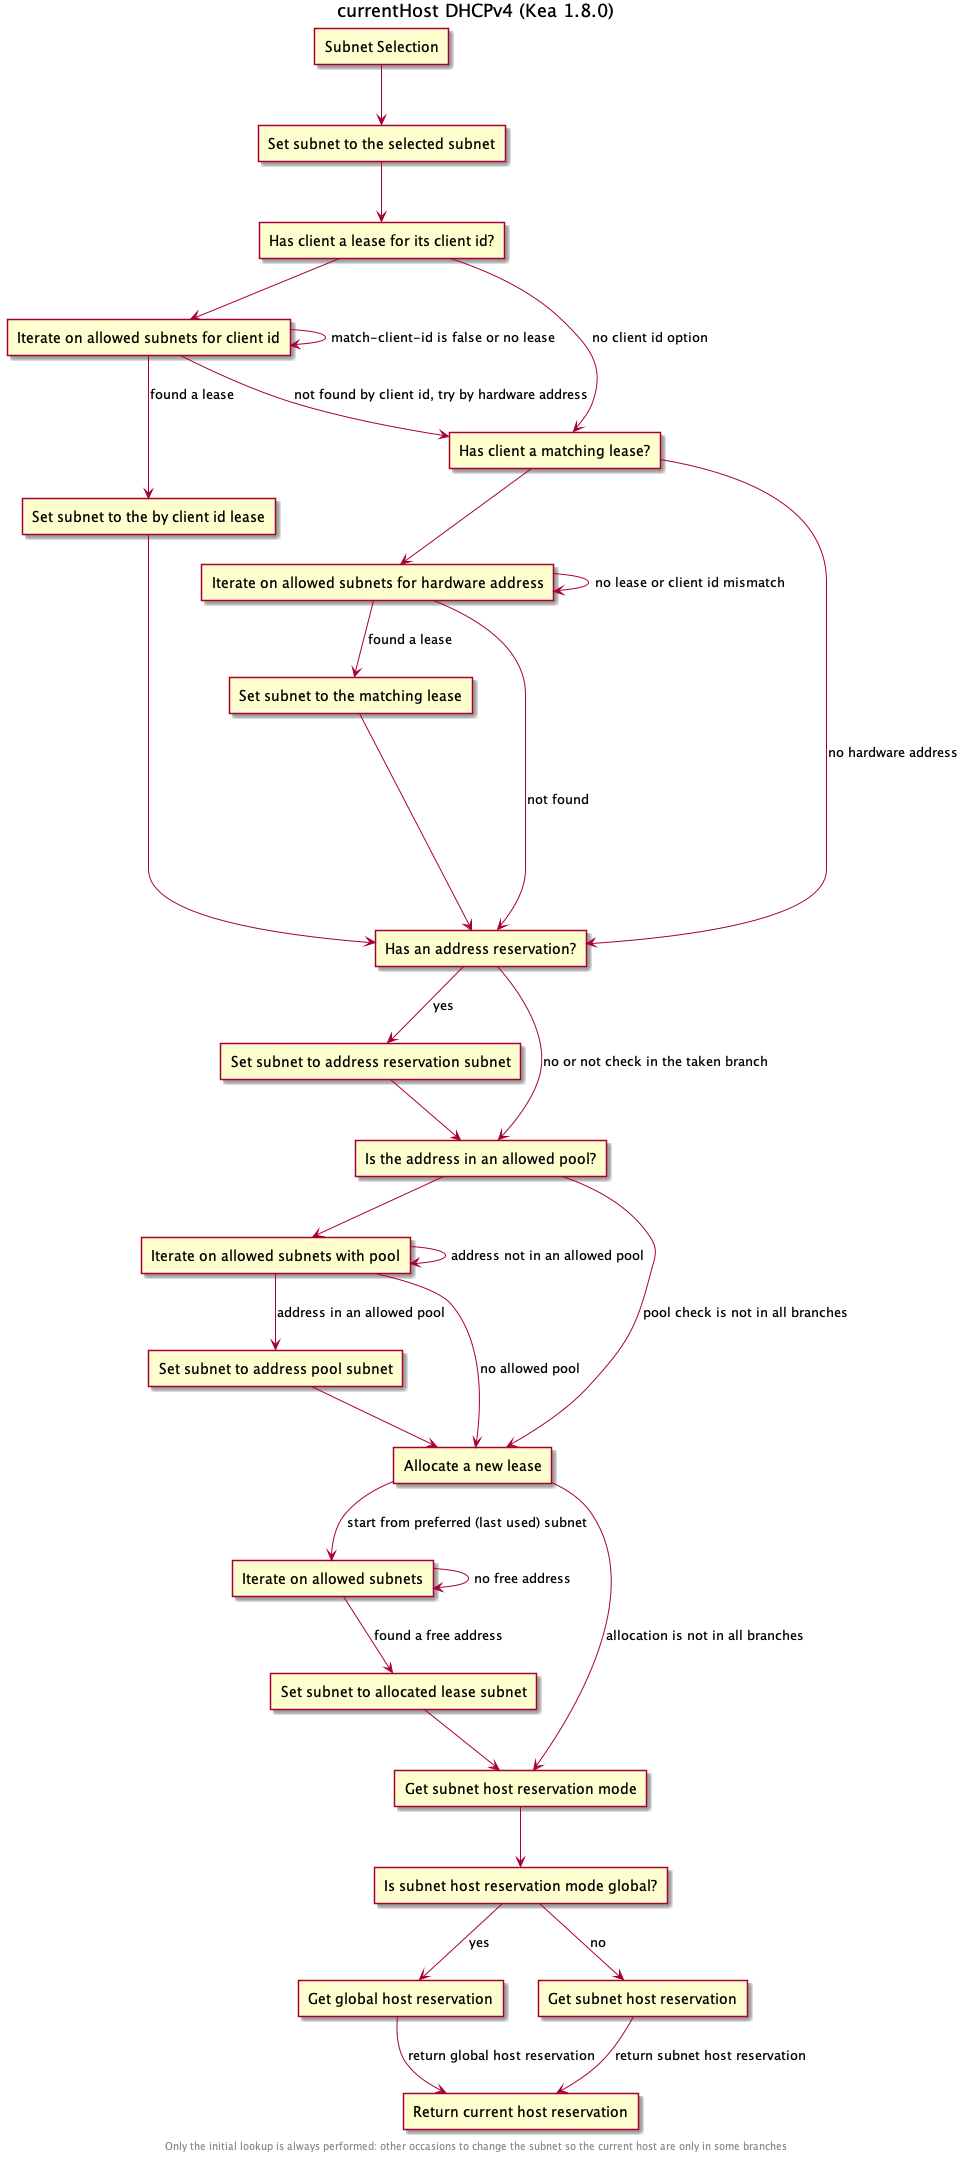 currentHost DHCPv4 (Kea 1.8.0)
Subnet Selection
Set subnet to the selected subnet
Has client a lease for its client id?
Iterate on allowed subnets for client id
match-client-id is false or no lease
no client id option
found a lease
not found by client id, try by hardware address
Has client a matching lease?
Set subnet to the by client id lease
Iterate on allowed subnets for hardware address
no lease or client id mismatch
found a lease
Set subnet to the matching lease
no hardware address
not found
Has an address reservation?
yes
Set subnet to address reservation subnet
no or not check in the taken branch
Is the address in an allowed pool?
Iterate on allowed subnets with pool
address not in an allowed pool
address in an allowed pool
pool check is not in all branches
Set subnet to address pool subnet
no allowed pool
Allocate a new lease
start from preferred (last used) subnet
Iterate on allowed subnets
no free address
found a free address
allocation is not in all branches
Set subnet to allocated lease subnet
Get subnet host reservation mode
Is subnet host reservation mode global?
yes
no
Get global host reservation
Get subnet host reservation
return global host reservation
return subnet host reservation
Return current host reservation
Only the initial lookup is always performed: other occasions to change the subnet so the current host are only in some branches